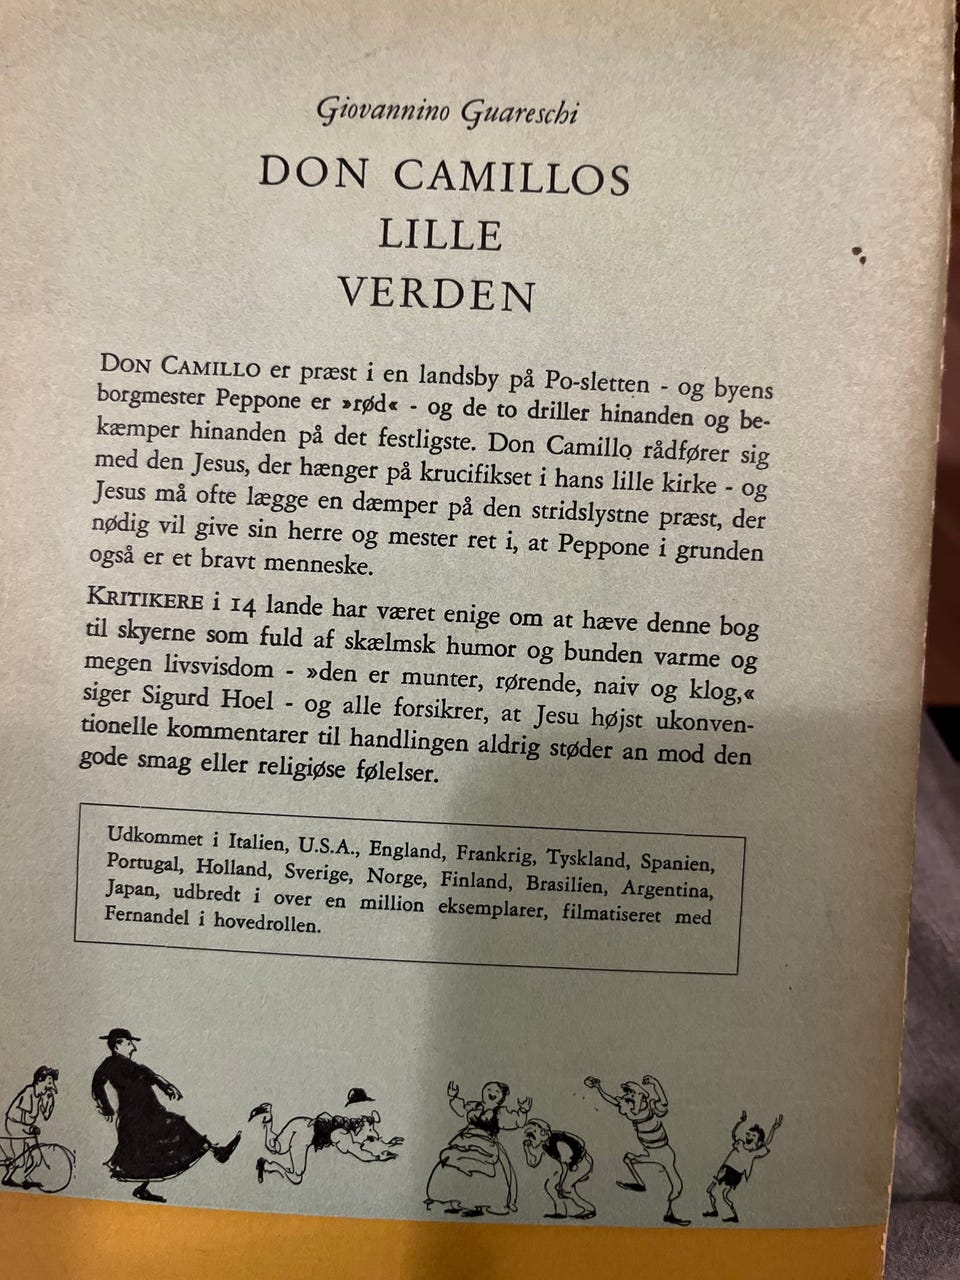 Giovannino Guareschi
DON CAMILLOS
LILLE
VERDEN
DON CAMILLO er præst i en landsby på Po-sletten - og byens
borgmester Peppone er »rød« - og de to driller hinanden og be-
kæmper hinanden på det festligste. Don Camillo rådfører sig
med den Jesus, der hænger på krucifikset i hans lille kirke - og
Jesus må ofte lægge en dæmper på den stridslystne præst, der
nødig vil give sin herre og mester ret i, at Peppone i grunden
også er et bravt menneske.
KRITIKERE i 14 lande har været enige om at hæve denne bog
til skyerne som fuld af skælmsk humor og bunden varme og
megen livsvisdom - »den er munter, rørende, naiv og klog,«
siger Sigurd Hoel - og alle forsikrer, at Jesu højst ukonven-
tionelle kommentarer til handlingen aldrig støder an mod den
gode smag eller religiøse følelser.
Udkommet i Italien, U.S.A., England, Frankrig, Tyskland, Spanien,
Portugal, Holland, Sverige, Norge, Finland, Brasilien, Argentina,
Japan, udbredt i over en million eksemplarer, filmatiseret med
Fernandel i hovedrollen.